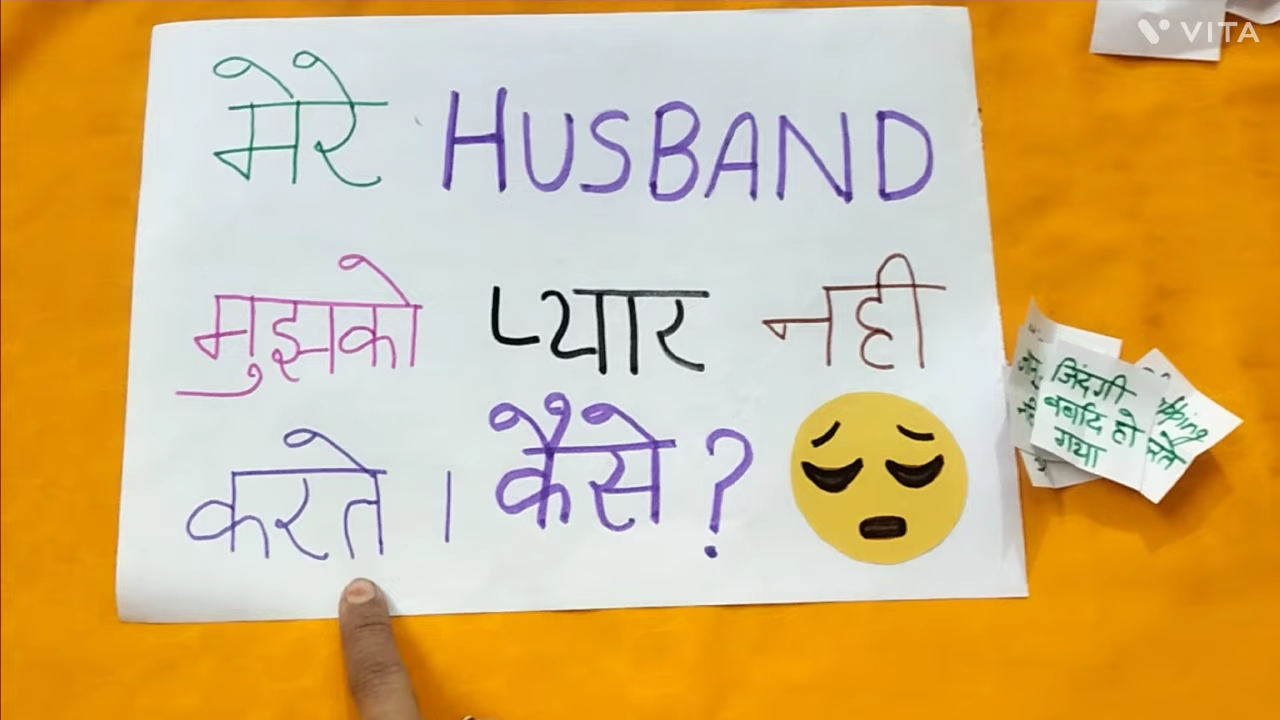 मेरे HUSBAND
मुझको प्यार नही
करते । कैसे ?
जिंदगी
बर्बाद हो
गया
VITA